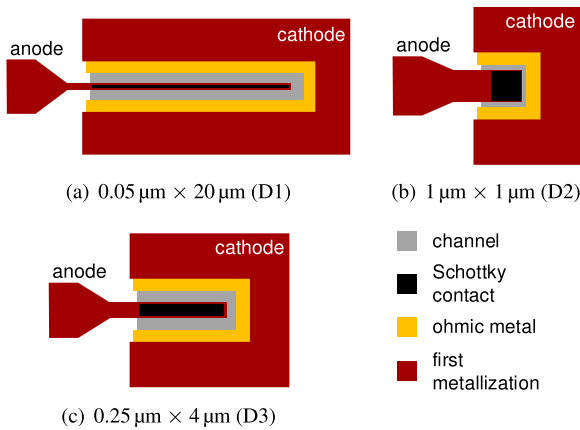 cathode
anode
(a) 0.05 μm × 20 μm (D1)
cathode
anode
(b) 1 μm × 1 μm (D2)
cathode
anode
(c) 0.25 μm × 4 μm (D3)
channel
Schottky
contact
ohmic metal
first
metallization